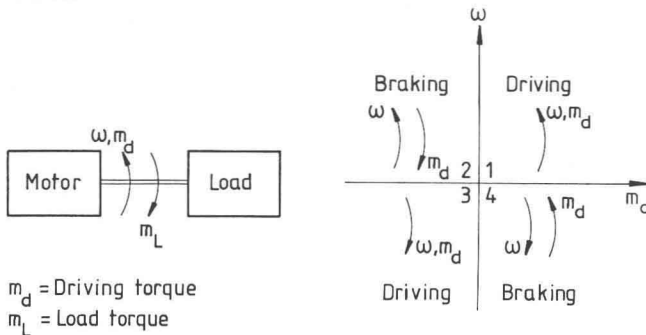 ω
Braking Driving
ω m_d ω,m_d
ω,m_d
Motor Load
m_L
2 1
3 4
m_d
m_d
ω,m_d ω
Driving Braking
m_d = Driving torque
m_L = Load torque